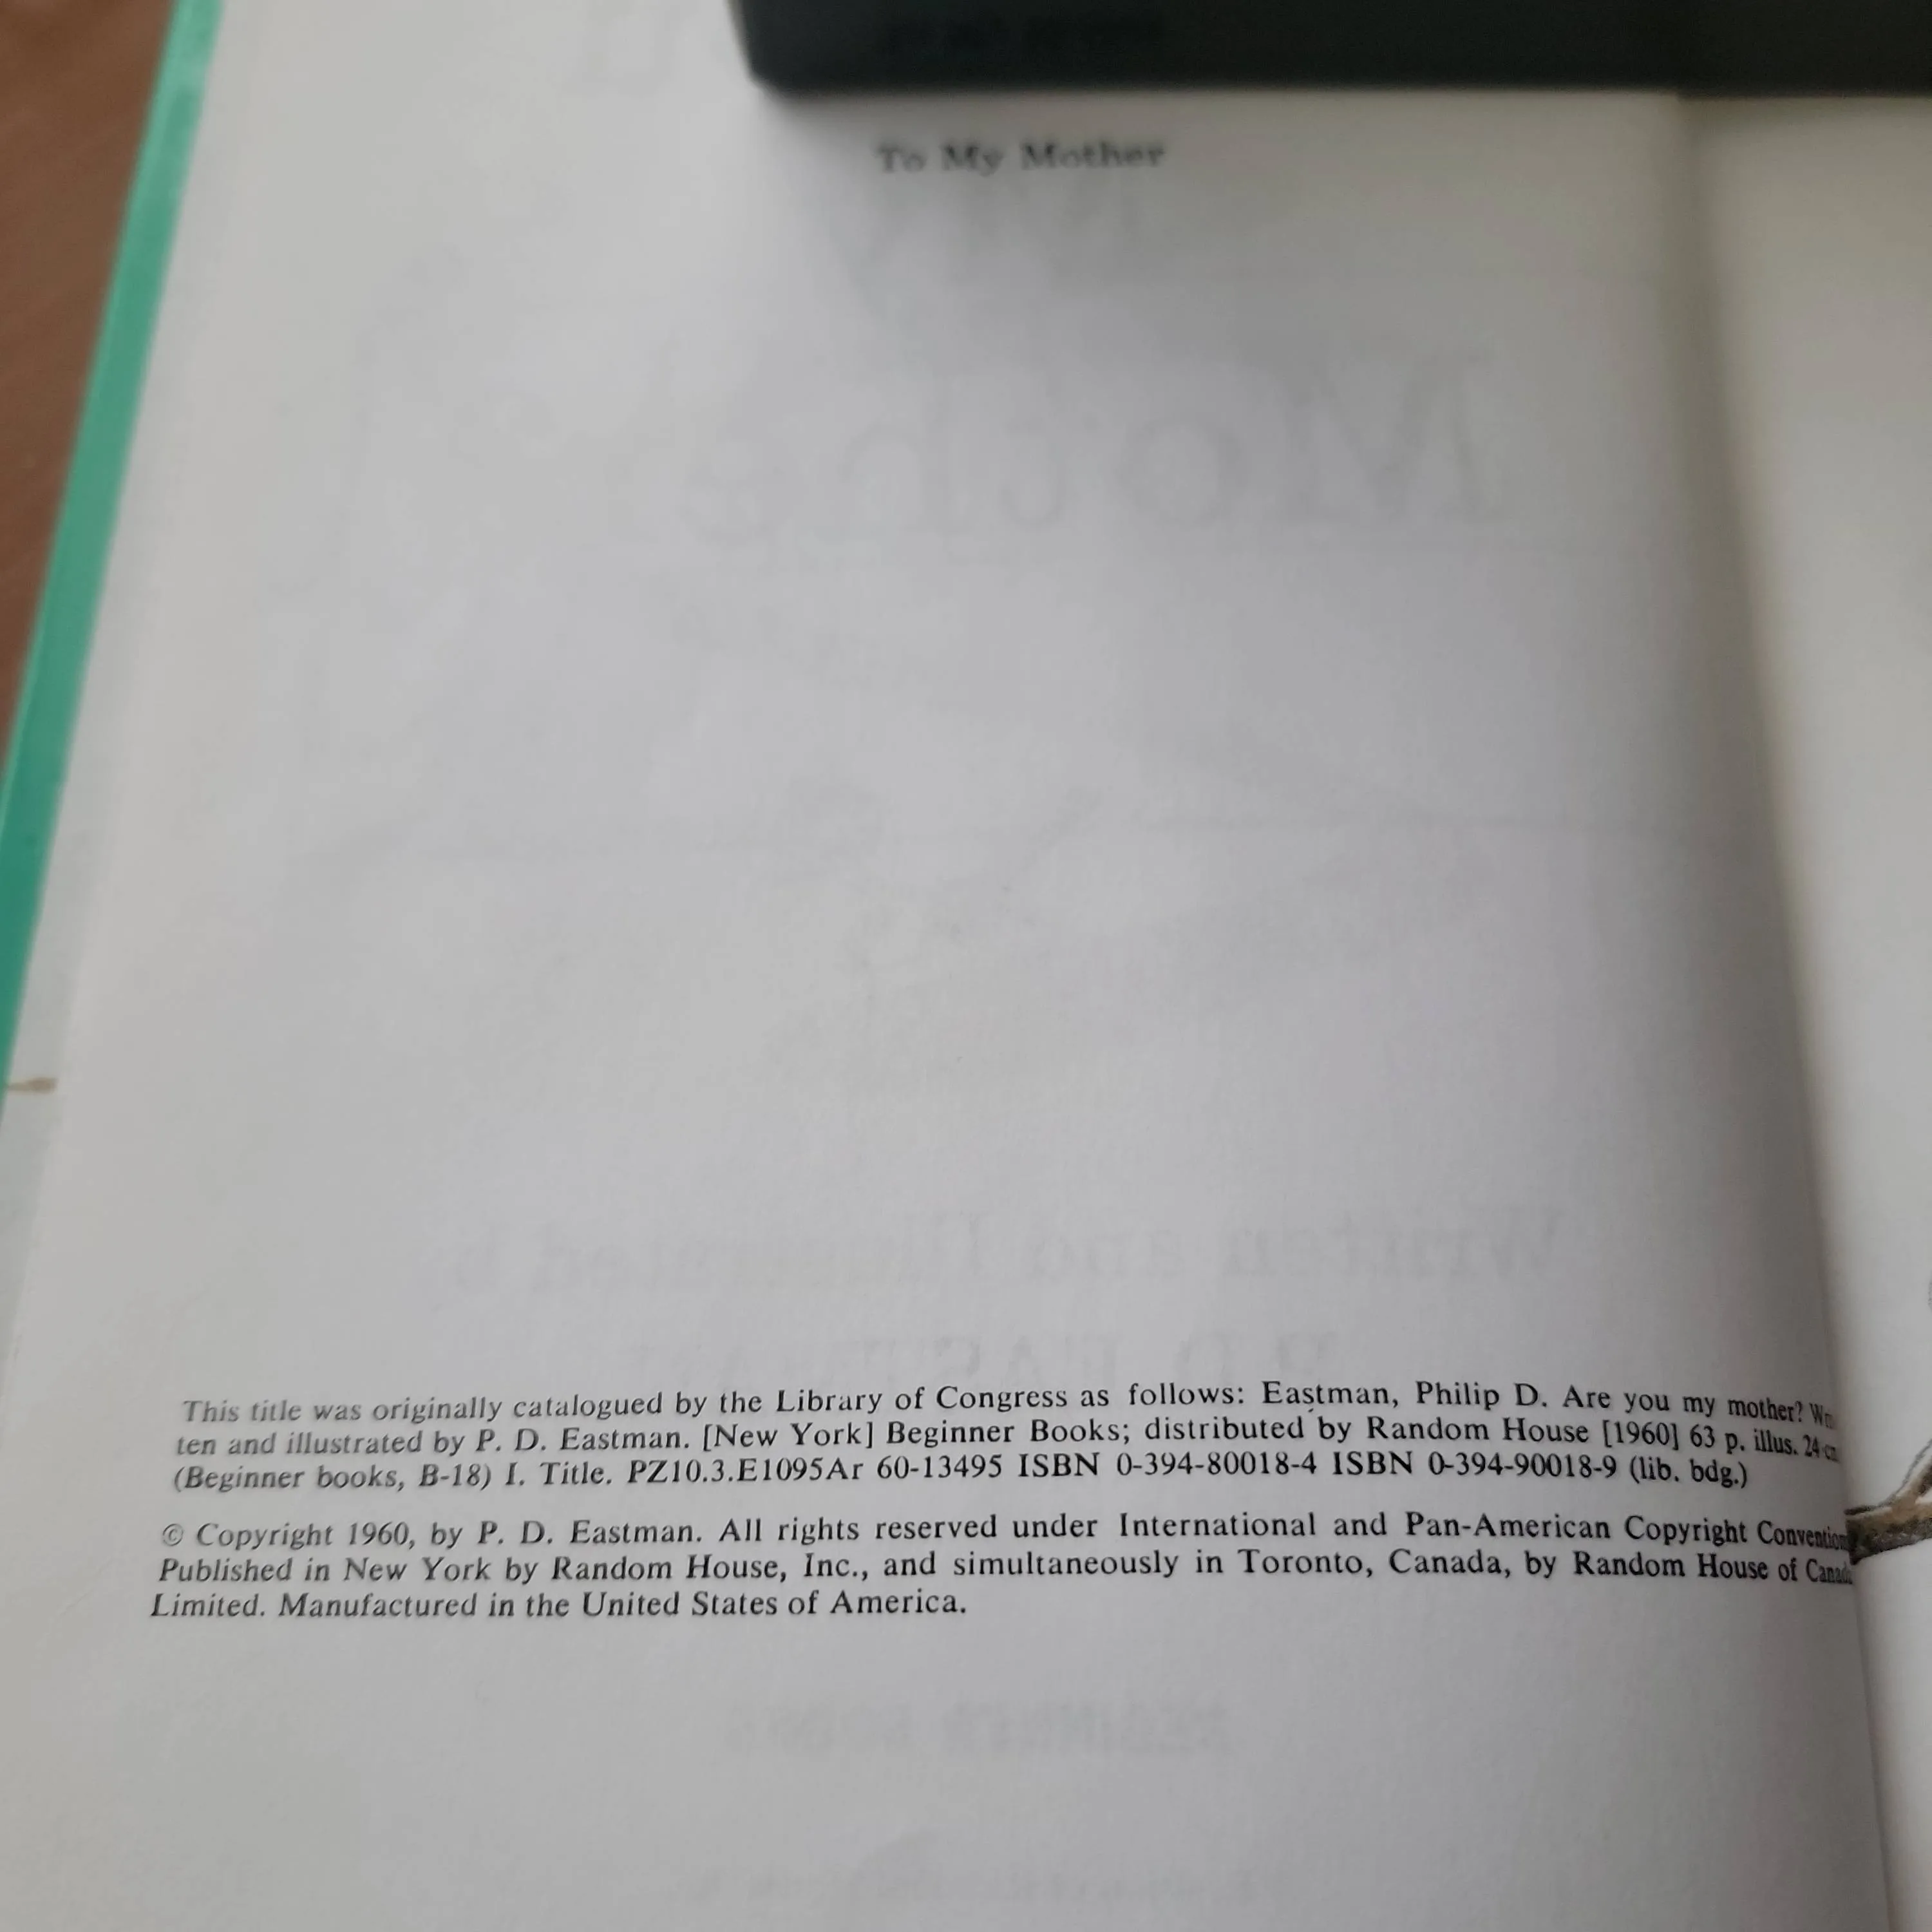 To My Mother
This title was originally catalogued by the Library of Congress as follows: Eastman, Philip D. Are you my mother?
ten and illustrated by P. D. Eastman. [New York] Beginner Books; distributed by Random House [1960] 63 p. illus. 24
(Beginner books, B-18) I. Title. PZ10.3.E1095Ar 60-13495 ISBN 0-394-80018-4 ISBN 0-394-90018-9 (lib. bdg.)
© Copyright 1960, by P. D. Eastman. All rights reserved under International and Pan-American Copyright Convention
Published in New York by Random House, Inc., and simultaneously in Toronto, Canada, by Random House of
Limited. Manufactured in the United States of America.